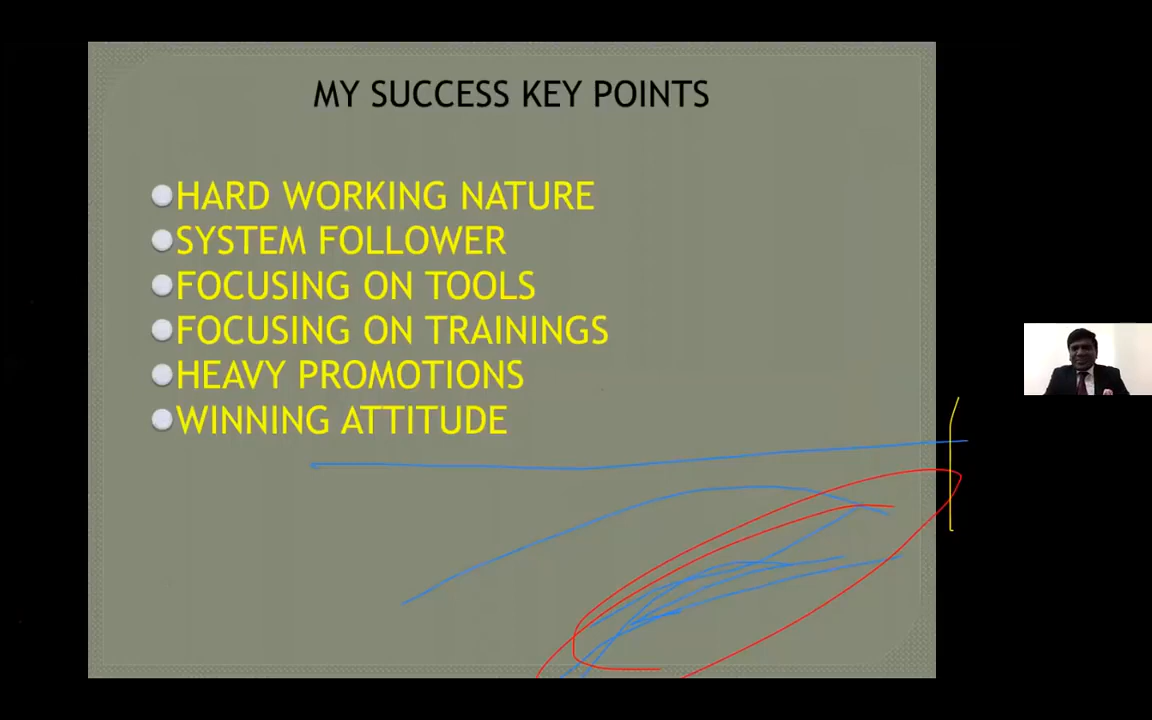 MY SUCCESS KEY POINTS
HARD WORKING NATURE
SYSTEM FOLLOWER
FOCUSING ON TOOLS
FOCUSING ON TRAININGS
HEAVY PROMOTIONS
WINNING ATTITUDE